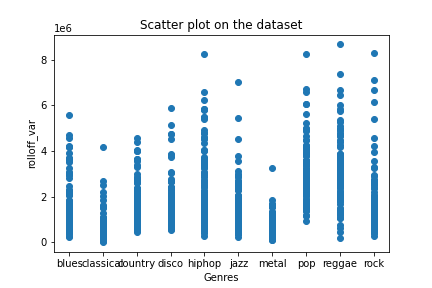 Scatter plot on the dataset
1e6
8
6
4
2
0
rolloff_var
blues classical country disco hiphop jazz metal pop reggae rock
Genres